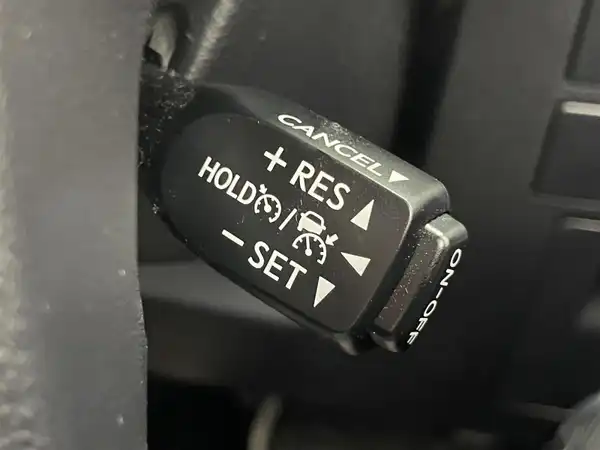 CANCEL▼
+ RES ▲
HOLD / ◀
− SET ▼
ON-OFF